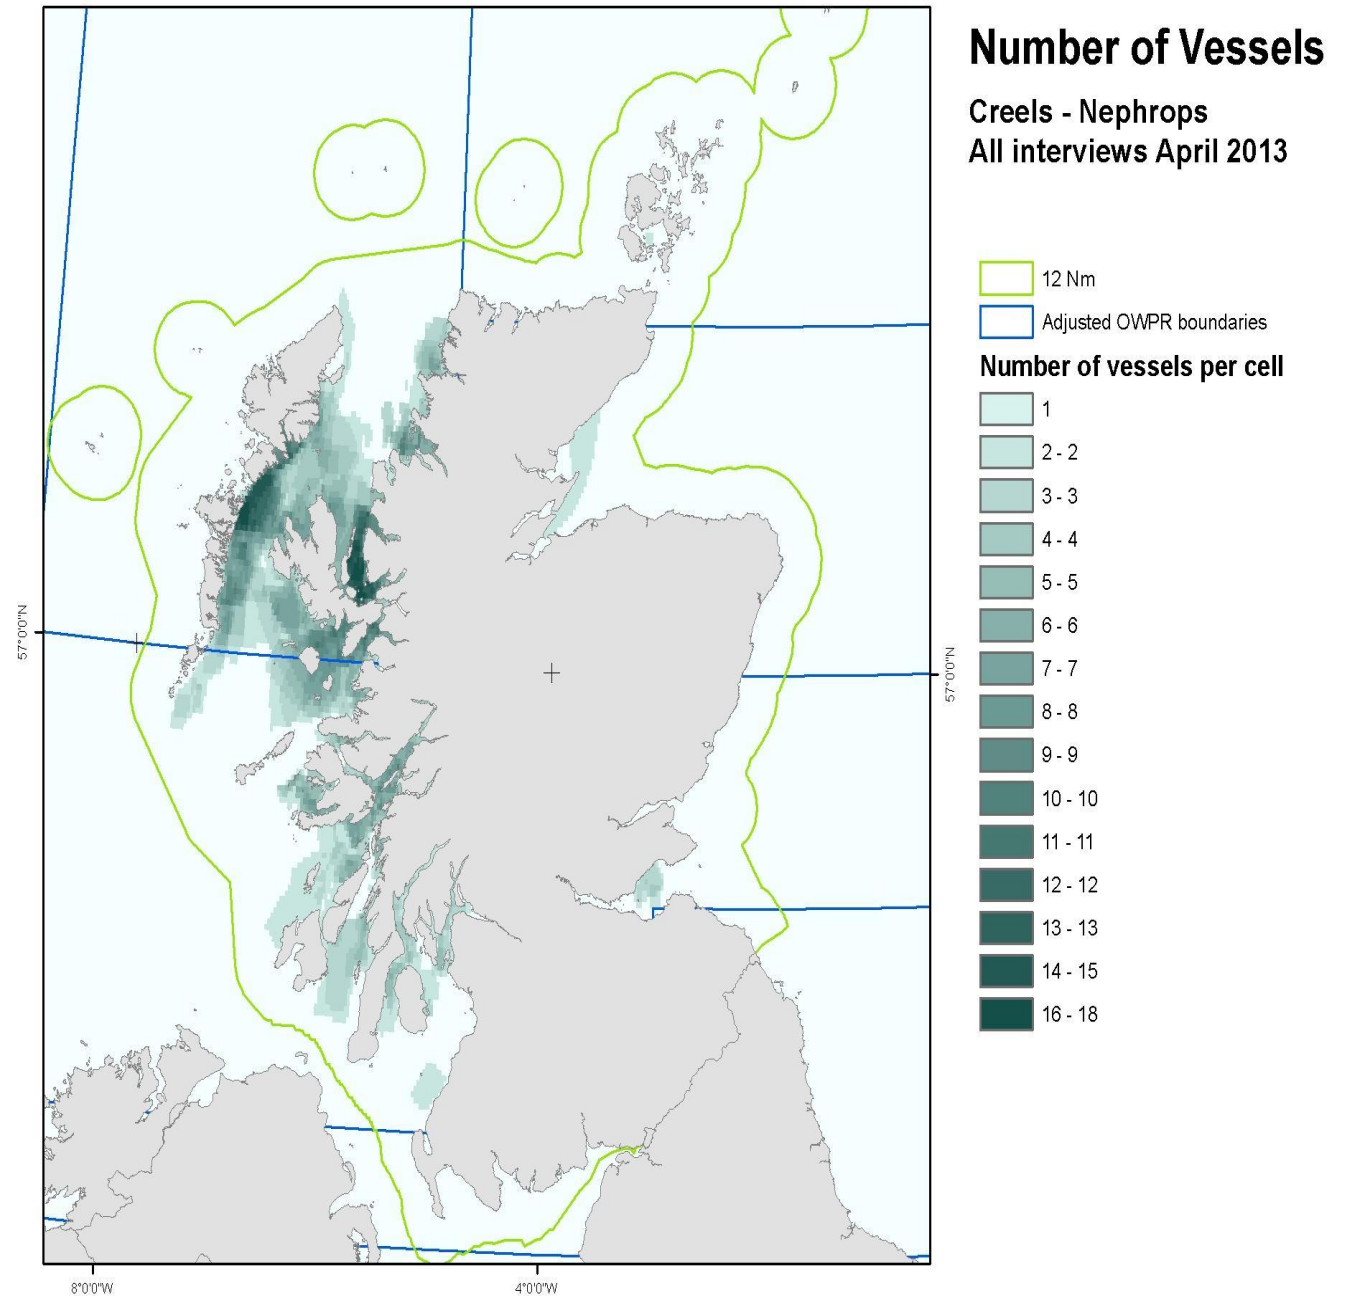 Number of Vessels
Creels - Nephrops
All interviews April 2013
12 Nm
Adjusted OWPR boundaries
Number of vessels per cell
1
2 - 2
3 - 3
4 - 4
5 - 5
6 - 6
7 - 7
8 - 8
9 - 9
10 - 10
11 - 11
12 - 12
13 - 13
14 - 15
16 - 18
57°0'0"N
57°0'0"N
8°0'0"W
4°0'0"W